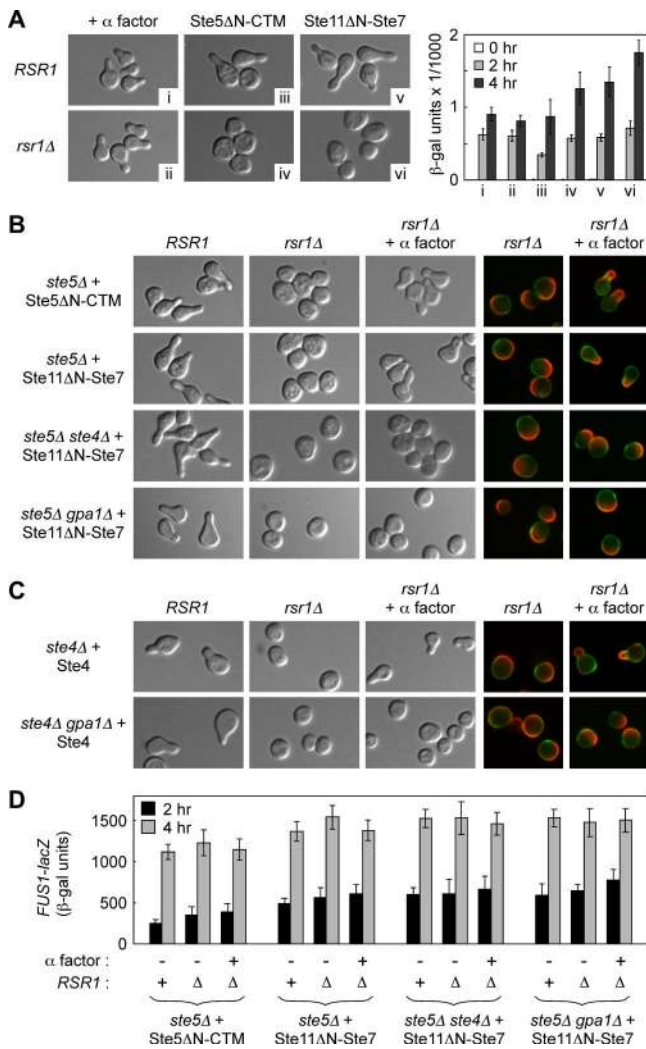 A
+ α factor Ste5ΔN-CTM Ste11ΔN-Ste7
RSR1
i iii v
rsr1Δ
ii iv vi
β-gal units x 1/1000
2
1
0
0 hr
2 hr
4 hr
i ii iii iv v vi
B
RSR1 rsr1Δ rsr1Δ + α factor rsr1Δ rsr1Δ + α factor
ste5Δ +
Ste5ΔN-CTM
ste5Δ +
Ste11ΔN-Ste7
ste5Δ ste4Δ +
Ste11ΔN-Ste7
ste5Δ gpa1Δ +
Ste11ΔN-Ste7
C
RSR1 rsr1Δ rsr1Δ + α factor rsr1Δ rsr1Δ + α factor
ste4Δ +
Ste4
ste4Δ gpa1Δ +
Ste4
D
FUS1-lacZ
(β-gal units)
1500
1000
500
0
2 hr
4 hr
α factor : - - + - - + - - + - - +
RSR1 : + Δ Δ + Δ Δ + Δ Δ + Δ Δ
ste5Δ + ste5Δ + ste5Δ ste4Δ + ste5Δ gpa1Δ +
Ste5ΔN-CTM Ste11ΔN-Ste7 Ste11ΔN-Ste7 Ste11ΔN-Ste7